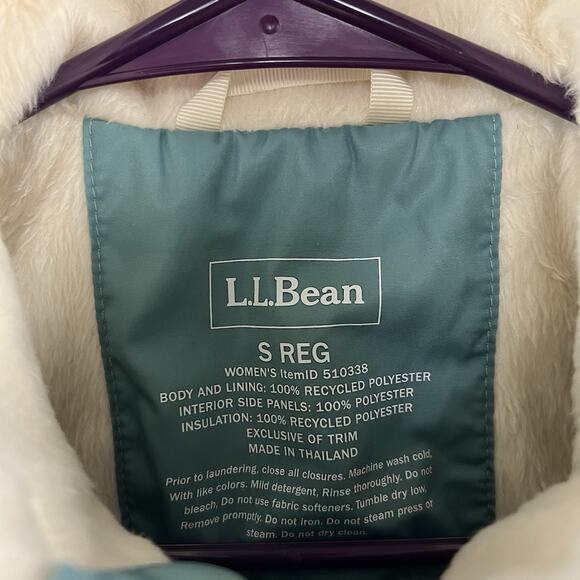 L.L.Bean
S REG
WOMEN'S ItemID 510338
BODY AND LINING: 100% RECYCLED POLYESTER
INTERIOR SIDE PANELS: 100% POLYESTER
INSULATION: 100% RECYCLED POLYESTER
EXCLUSIVE OF TRIM
MADE IN THAILAND
Prior to laundering, close all closures. Machine wash cold,
With like colors. Mild detergent, Rinse thoroughly. Do not
bleach, Do not use fabric softeners. Tumble dry low,
Remove promptly. Do not iron. Do not steam press or
steam. Do not dry clean.